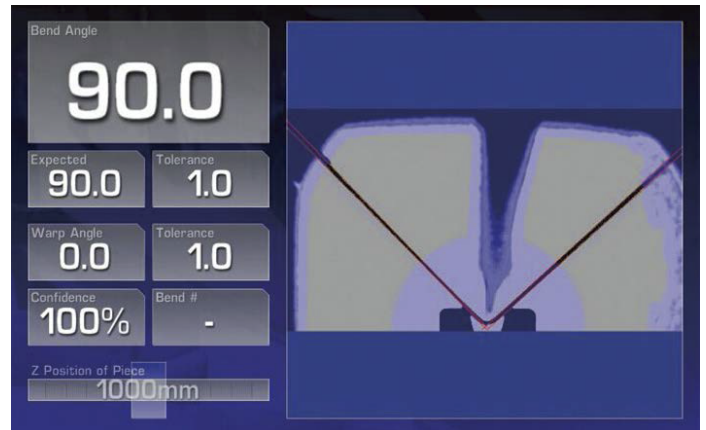 Bend Angle
90.0
Expected
90.0
Tolerance
1.0
Warp Angle
0.0
Tolerance
1.0
Confidence
100%
Bend #
-
Z Position of Piece
1000mm